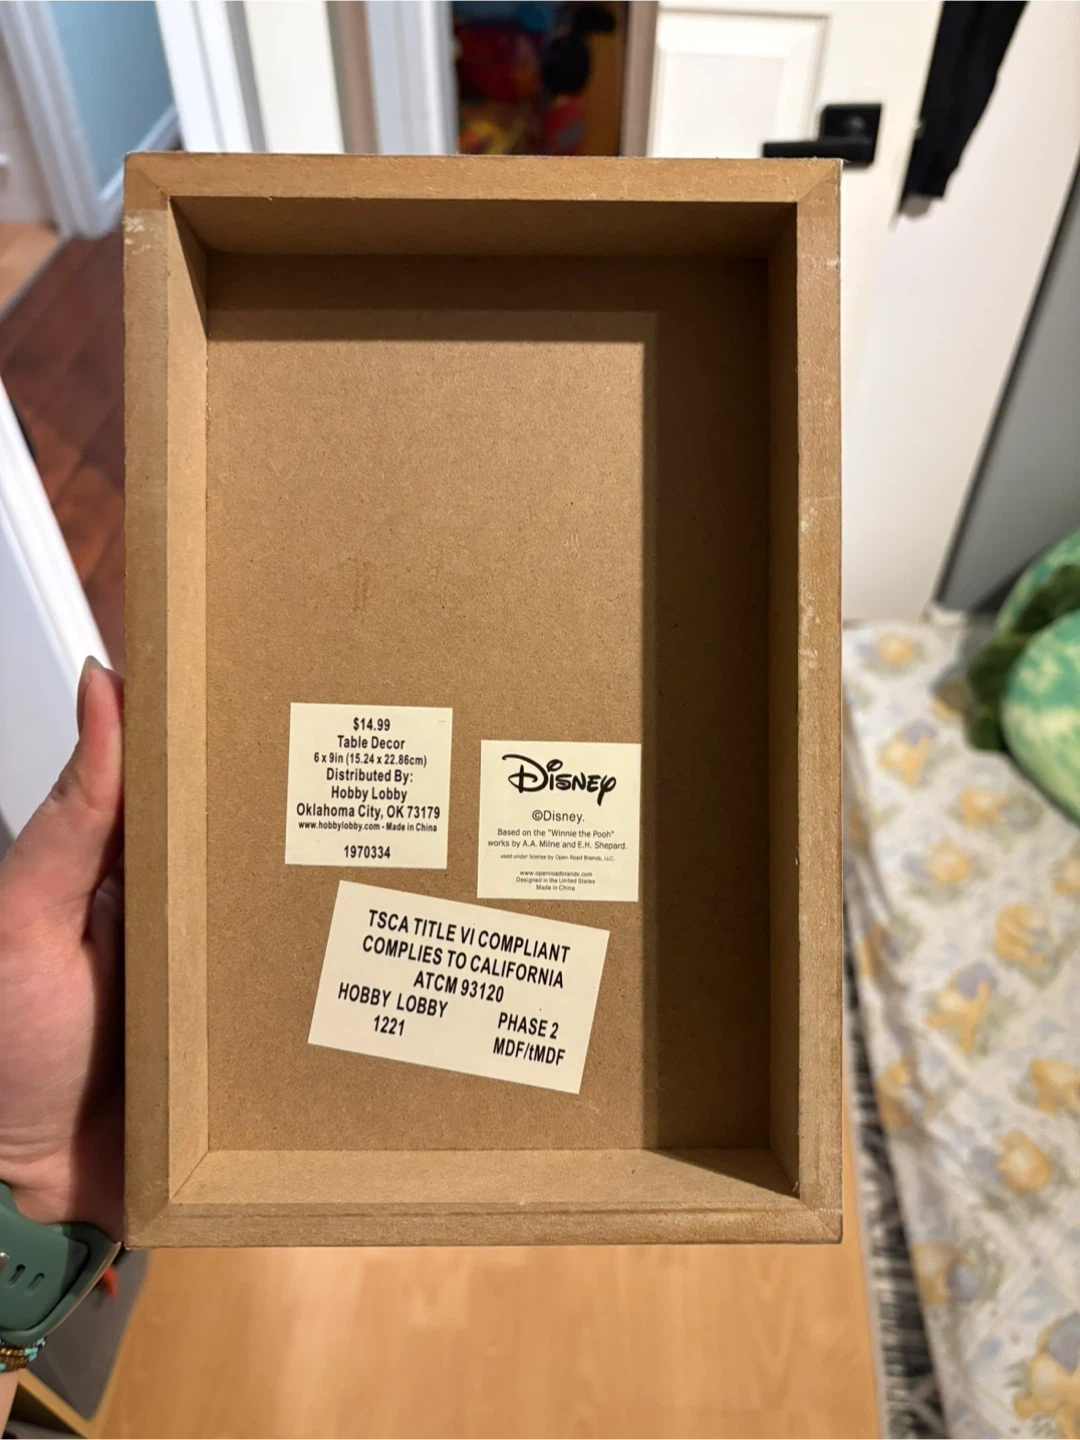 $14.99
Table Decor
6 x 9in (15.24 x 22.86cm)
Distributed By:
Hobby Lobby
Oklahoma City, OK 73179
www.hobbylobby.com - Made in China
1970334
Disney
©Disney.
Based on the "Winnie the Pooh"
works by A.A. Milne and E.H. Shepard.
used under license by Open Road Brands, LLC.
www.openroadbrands.com
Designed in the United States
Made in China
TSCA TITLE VI COMPLIANT
COMPLIES TO CALIFORNIA
ATCM 93120
HOBBY LOBBY
1221
PHASE 2
MDF/tMDF